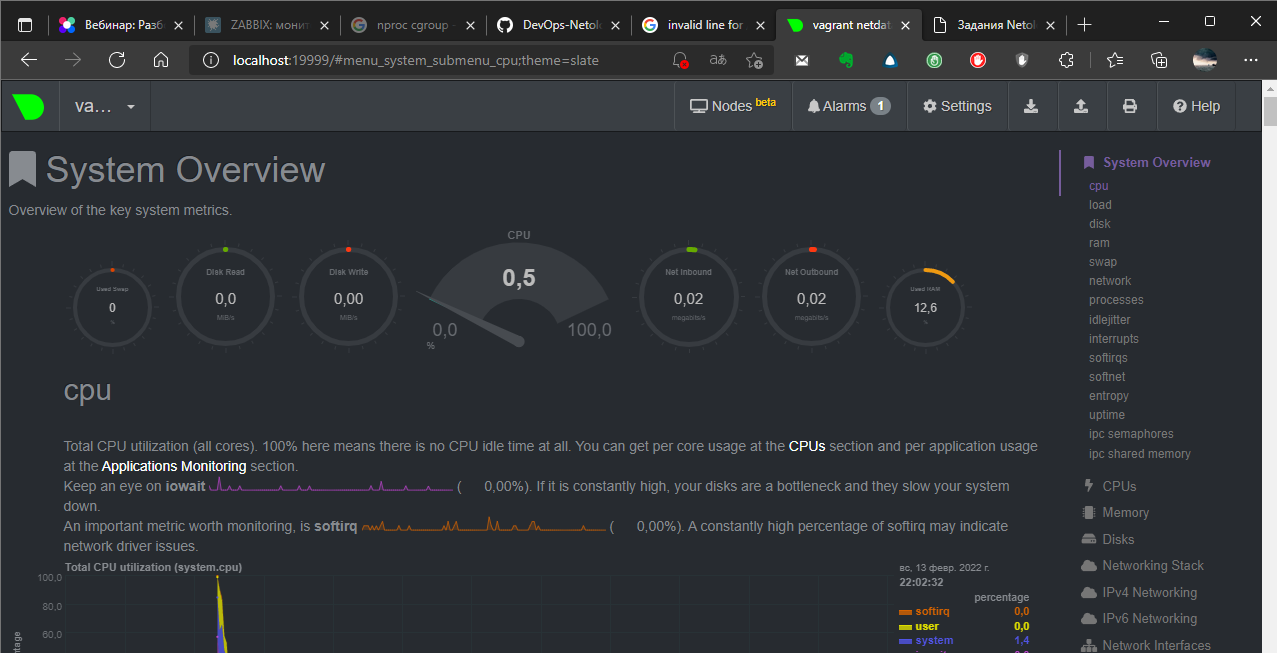 Вебинар: Разб
ZABBIX: монит
nproc cgroup -
DevOps-Netolo
invalid line for
vagrant netdat
Задания Netol
localhost:19999/#menu_system_submenu_cpu;theme=slate
va...
Nodes beta
Alarms 1
Settings
Help
System Overview
Overview of the key system metrics.
Used Swap
0
%
Disk Read
0,0
MiB/s
Disk Write
0,00
MiB/s
CPU
0,5
0,0
100,0
%
Net Inbound
0,02
megabits/s
Net Outbound
0,02
megabits/s
Used RAM
12,6
%
cpu
Total CPU utilization (all cores). 100% here means there is no CPU idle time at all. You can get per core usage at the CPUs section and per application usage
at the Applications Monitoring section.
Keep an eye on iowait ( 0,00%). If it is constantly high, your disks are a bottleneck and they slow your system
down.
An important metric worth monitoring, is softirq ( 0,00%). A constantly high percentage of softirq may indicate
network driver issues.
Total CPU utilization (system.cpu)
100,0
80,0
60,0
вс, 13 февр. 2022 г.
22:02:32
percentage
softirq 0,0
user 0,0
system 1,4
System Overview
cpu
load
disk
ram
swap
network
processes
idlejitter
interrupts
softirqs
softnet
entropy
uptime
ipc semaphores
ipc shared memory
CPUs
Memory
Disks
Networking Stack
IPv4 Networking
IPv6 Networking
Network Interfaces